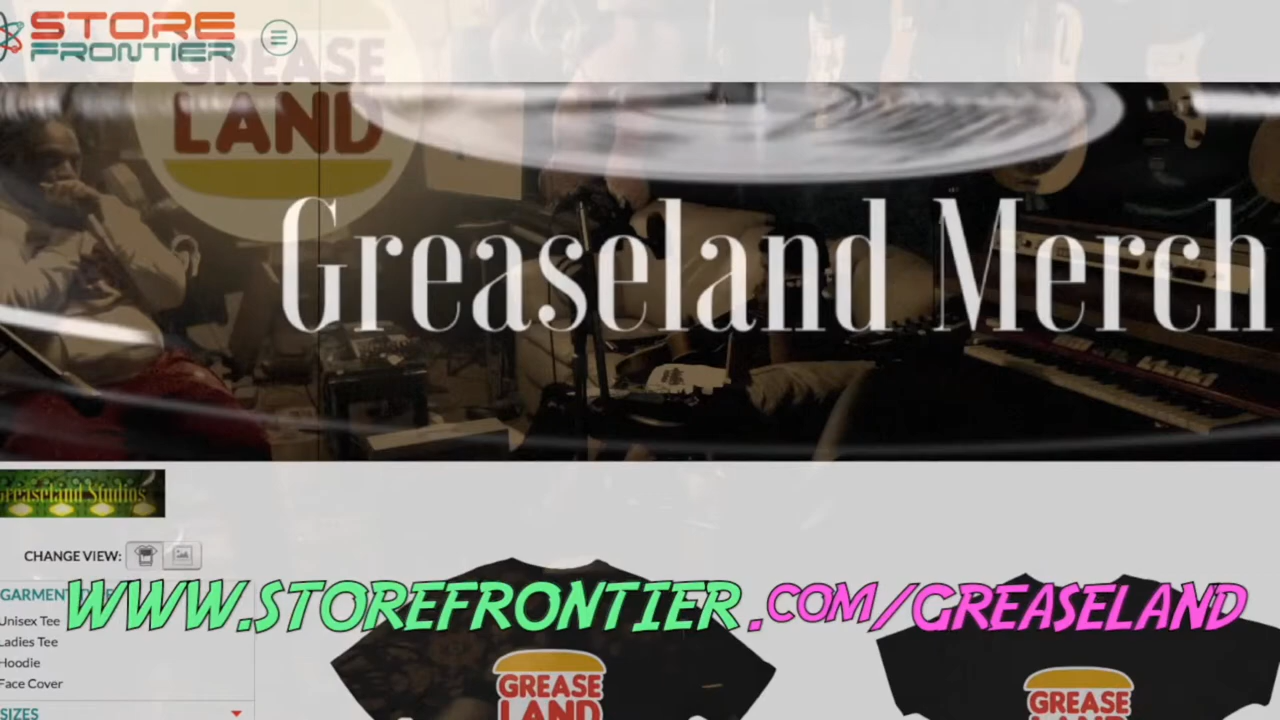 STORE
FRONTIER
GREASE
LAND
Greaseland Merch
Greaseland Studios
CHANGE VIEW:
WWW.STOREFRONTIER.COM/GREASELAND
Unisex Tee
Ladies Tee
Hoodie
Face Cover
SIZES
GREASE
LAND
GREASE
LAND